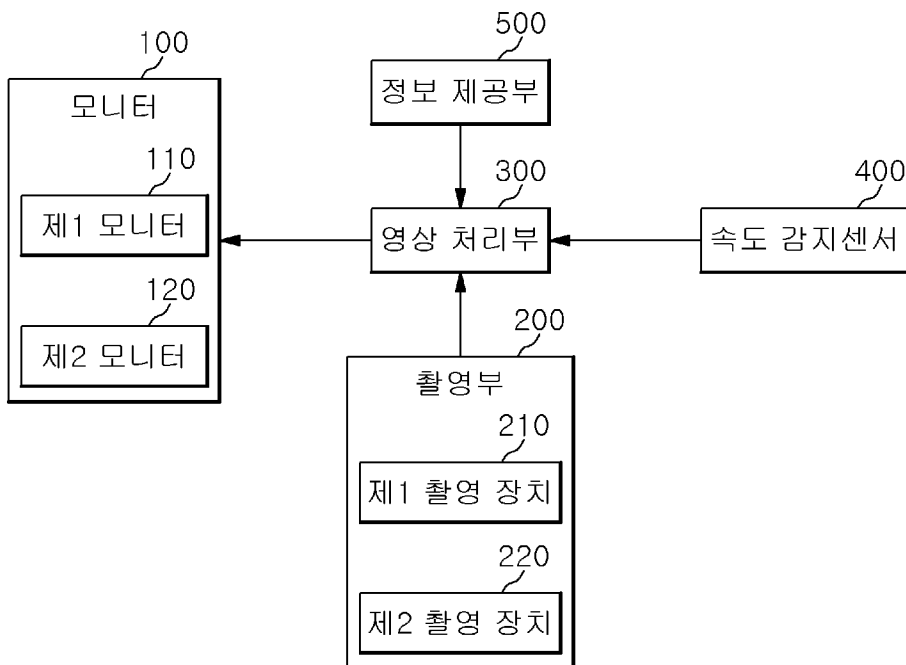 500
정보 제공부
100
모니터
110
제1 모니터
120
제2 모니터
300
영상 처리부
400
속도 감지센서
200
촬영부
210
제1 촬영 장치
220
제2 촬영 장치